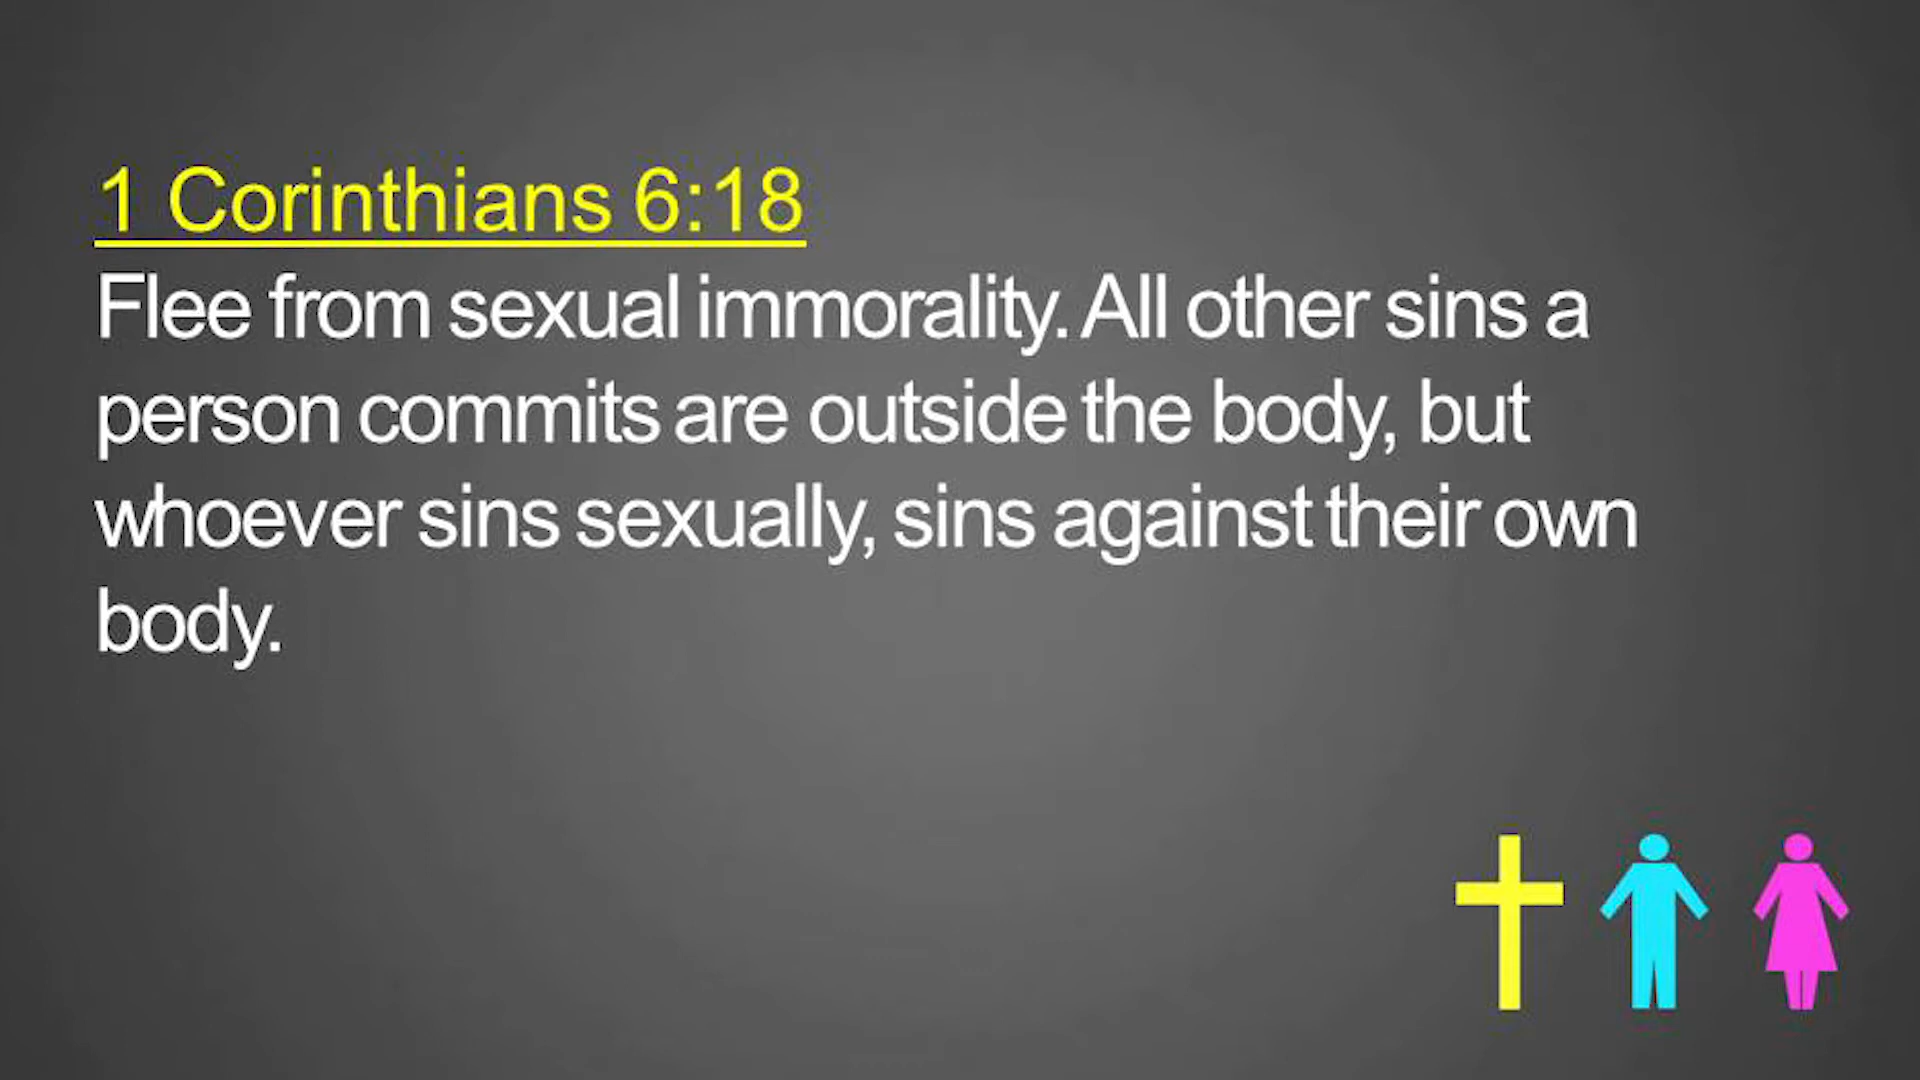 1 Corinthians 6:18
Flee from sexual immorality. All other sins a
person commits are outside the body, but
whoever sins sexually, sins against their own
body.